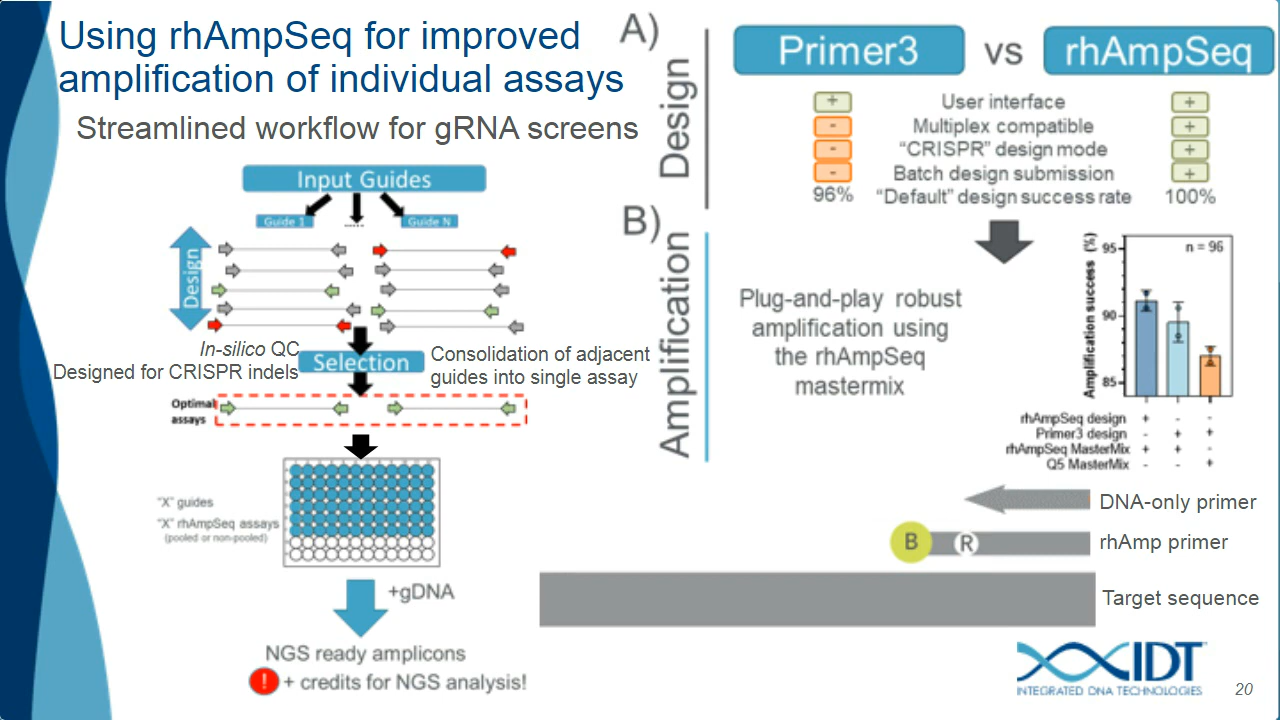 Using rhAmpSeq for improved
amplification of individual assays
Streamlined workflow for gRNA screens
Input Guides
Guide 1
.....
Guide N
Design
In-silico QC
Designed for CRISPR indels
Selection
Consolidation of adjacent
guides into single assay
Optimal
assays
"X" guides
"X" rhAmpSeq assays
(pooled or non-pooled)
+gDNA
NGS ready amplicons
! + credits for NGS analysis!
A)
Design
Primer3 vs rhAmpSeq
+ User interface +
- Multiplex compatible +
- “CRISPR” design mode +
- Batch design submission +
96% “Default” design success rate 100%
B)
Amplification
Plug-and-play robust
amplification using
the rhAmpSeq
mastermix
Amplification success (%)
n = 96
95
90
85
rhAmpSeq design + - -
Primer3 design - + +
rhAmpSeq MasterMix + + -
Q5 MasterMix - - +
DNA-only primer
B R rhAmp primer
Target sequence
IDT
INTEGRATED DNA TECHNOLOGIES
20